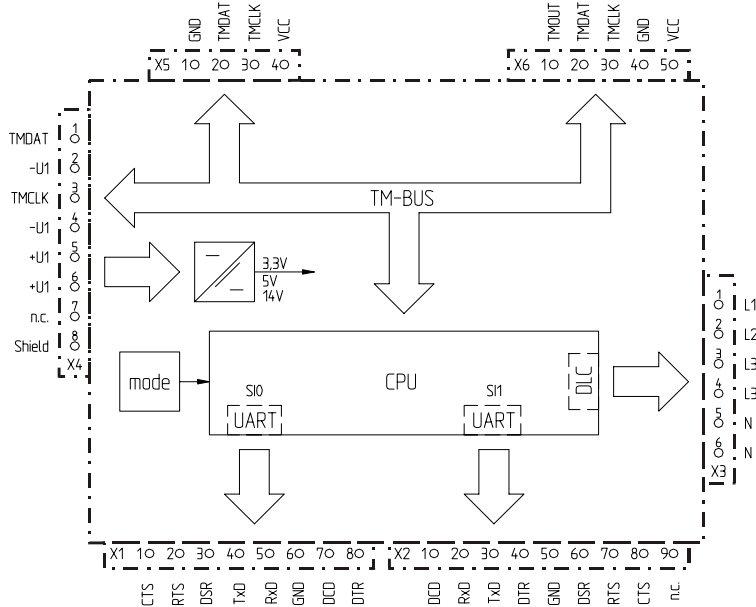 GND TMDAT TMCLK VCC
X5 1 2 3 4
TMOUT TMDAT TMCLK GND VCC
X6 1 2 3 4 5
TMDAT 1
-U1 2
TMCLK 3
-U1 4
+U1 5
+U1 6
n.c. 7
Shield 8
X4
TM-BUS
3,3V
5V
14V
mode
CPU
SI0
UART
SI1
UART
DLC
1 L1
2 L2
3 L3
4 L3
5 N
6 N
X3
X1 1 2 3 4 5 6 7 8
CTS RTS DSR TxD RxD GND DCD DTR
X2 1 2 3 4 5 6 7 8 9
DCD RxD TxD DTR GND DSR RTS CTS n.c.